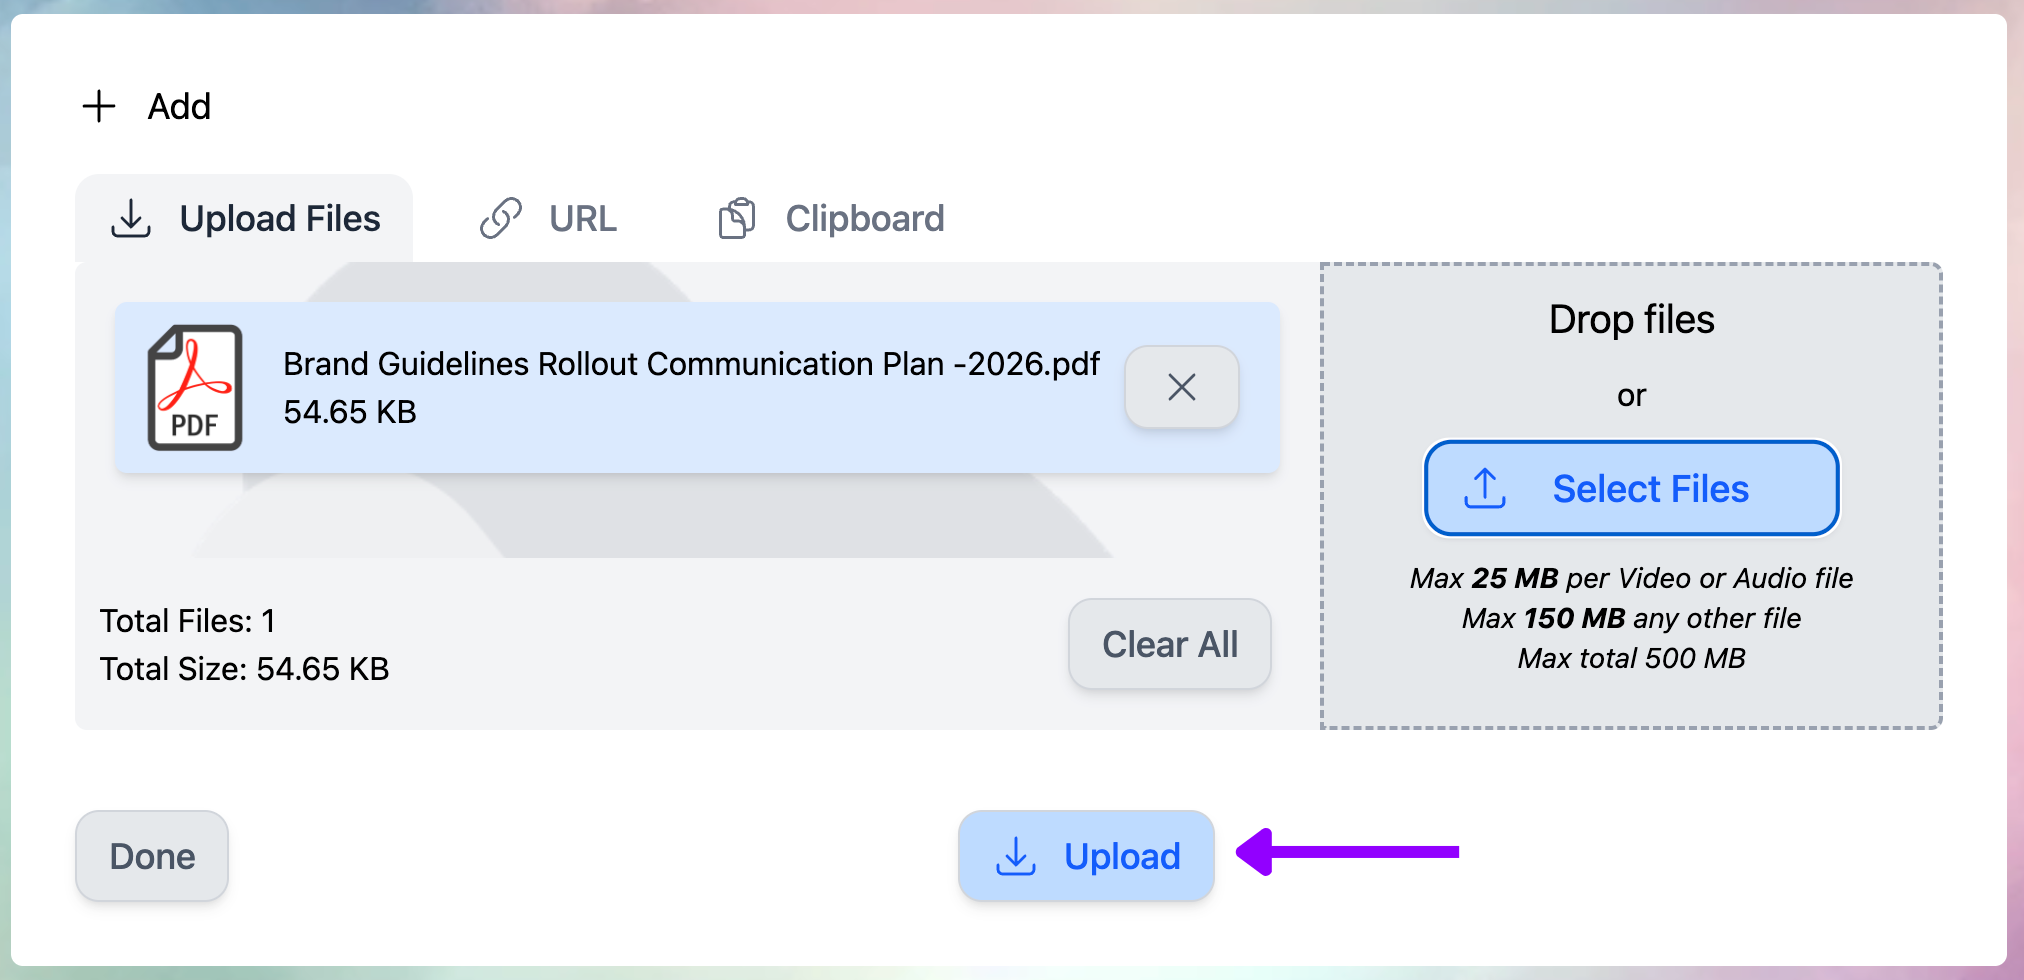 Add
Upload Files
URL
Clipboard
PDF
Brand Guidelines Rollout Communication Plan -2026.pdf
54.65 KB
Total Files: 1
Total Size: 54.65 KB
Clear All
Drop files
or
Select Files
Max 25 MB per Video or Audio file
Max 150 MB any other file
Max total 500 MB
Done
Upload